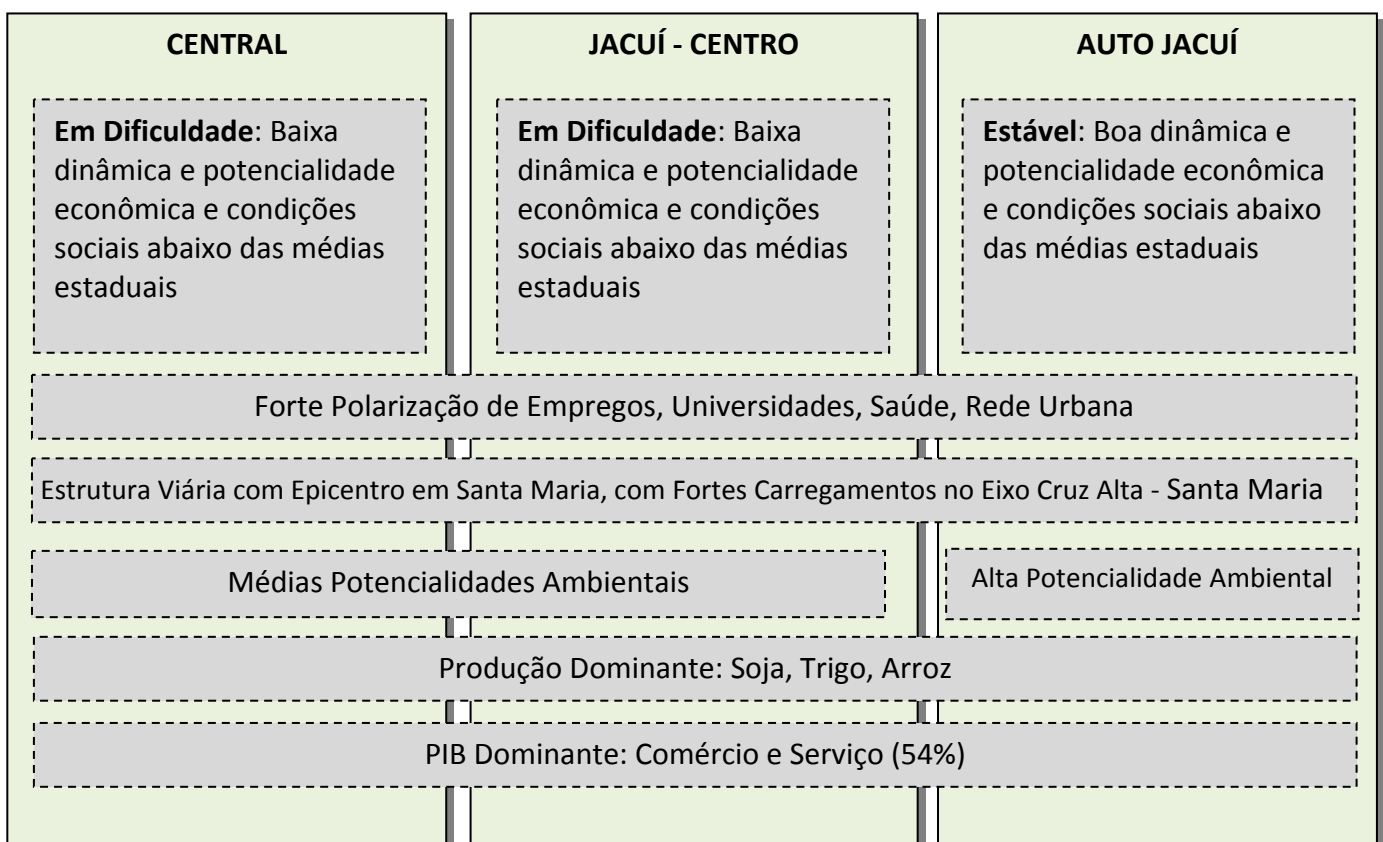 CENTRAL
Em Dificuldade: Baixa
dinâmica e potencialidade
econômica e condições
sociais abaixo das médias
estaduais
JACUÍ - CENTRO
Em Dificuldade: Baixa
dinâmica e potencialidade
econômica e condições
sociais abaixo das médias
estaduais
AUTO JACUÍ
Estável: Boa dinâmica e
potencialidade econômica
e condições sociais abaixo
das médias estaduais
Forte Polarização de Empregos, Universidades, Saúde, Rede Urbana
Estrutura Viária com Epicentro em Santa Maria, com Fortes Carregamentos no Eixo Cruz Alta - Santa Maria
Médias Potencialidades Ambientais
Alta Potencialidade Ambiental
Produção Dominante: Soja, Trigo, Arroz
PIB Dominante: Comércio e Serviço (54%)